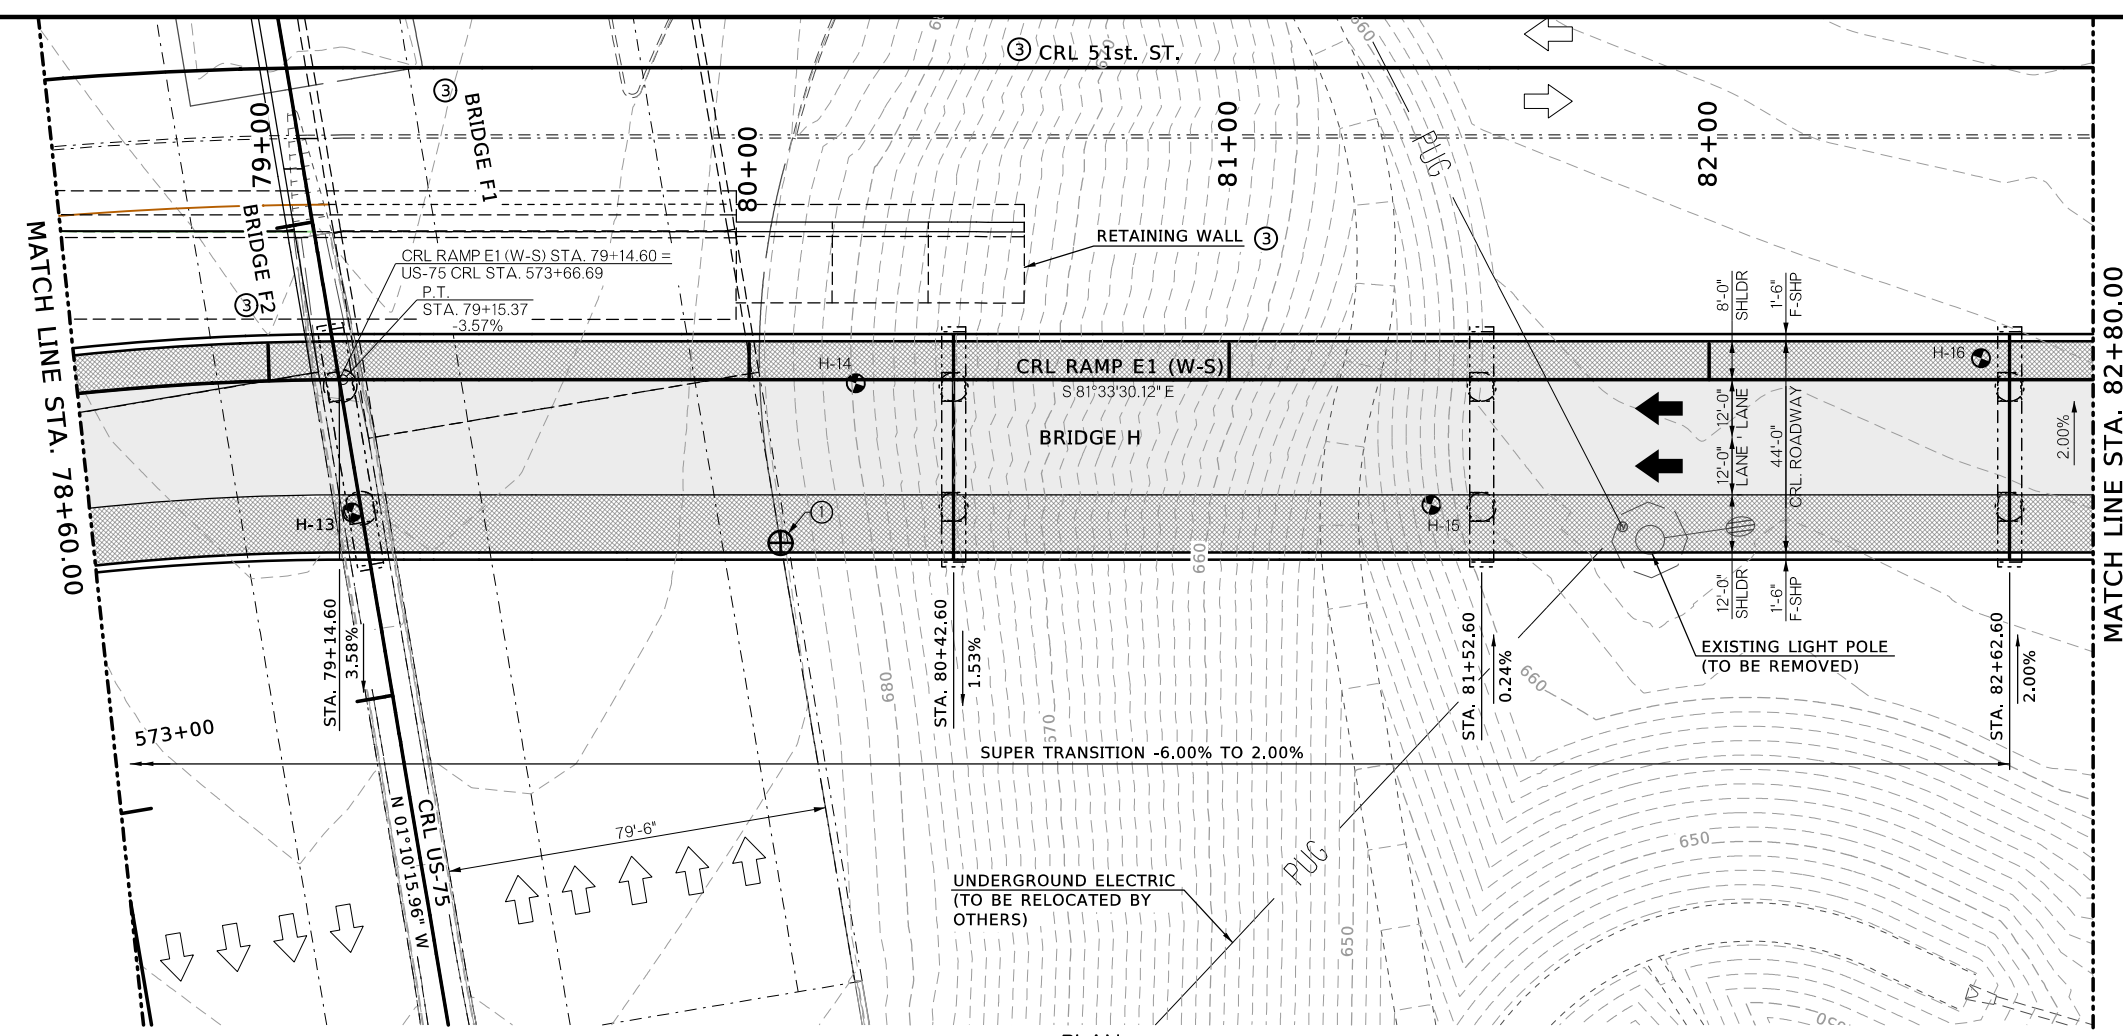 ③ CRL 51st. ST.
660
670
PUG
79+00
80+00
81+00
82+00
③
BRIDGE F1
BRIDGE F2
③
CRL RAMP E1 (W-S) STA. 79+14.60 =
US-75 CRL STA. 573+66.69
P.T.
STA. 79+15.37
-3.57%
RETAINING WALL ③
MATCH LINE STA. 78+60.00
MATCH LINE STA. 82+80.00
8'-0"
SHLDR
1'-6"
F-SHP
H-14
CRL RAMP E1 (W-S)
S 81°33'30.12" E
BRIDGE H
H-16
12'-0"
LANE
12'-0"
LANE
44'-0"
CRL. ROADWAY
2.00%
H-13
①
H-15
660
12'-0"
SHLDR
1'-6"
F-SHP
EXISTING LIGHT POLE
(TO BE REMOVED)
STA. 79+14.60
3.58%
STA. 80+42.60
1.53%
STA. 81+52.60
0.24%
STA. 82+62.60
2.00%
680
670
660
573+00
SUPER TRANSITION -6.00% TO 2.00%
CRL US-75
N 01°10'15.96" W
79'-6"
PUG
UNDERGROUND ELECTRIC
(TO BE RELOCATED BY
OTHERS)
650
650